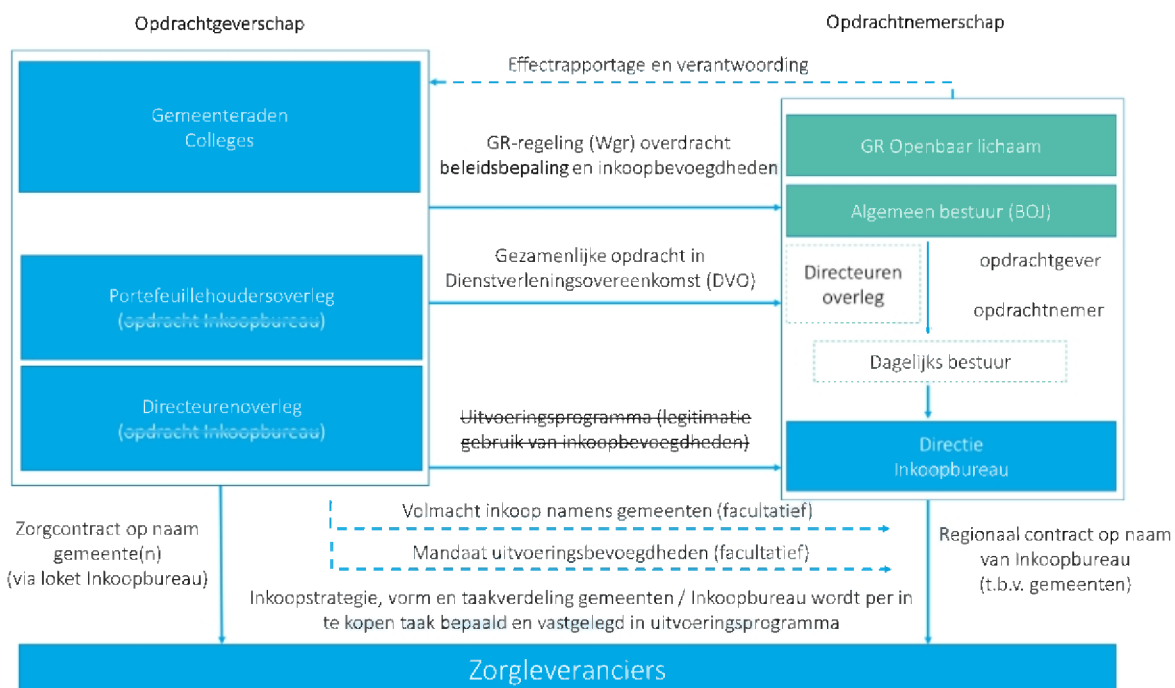 Opdrachtgeverschap
Opdrachtnemerschap
Effectrapportage en verantwoording
Gemeenteraden
Colleges
GR-regeling (Wgr) overdracht
beleidsbepaling en inkoopbevoegdheden
GR Openbaar lichaam
Algemeen bestuur (BOJ)
Gezamenlijke opdracht in
Dienstverleningsovereenkomst (DVO)
Directeuren
overleg
opdrachtgever
opdrachtnemer
Portefeuillehoudersoverleg
(opdracht Inkoopbureau)
Dagelijks bestuur
Directeurenoverleg
(opdracht Inkoopbureau)
Uitvoeringsprogramma (legitimatie
gebruik van inkoopbevoegdheden)
Directie
Inkoopbureau
Zorgcontract op naam
gemeente(n)
(via loket Inkoopbureau)
Volmacht inkoop namens gemeenten (facultatief)
Mandaat uitvoeringsbevoegdheden (facultatief)
Regionaal contract op naam
van Inkoopbureau
(t.b.v. gemeenten)
Inkoopstrategie, vorm en taakverdeling gemeenten / Inkoopbureau wordt per in
te kopen taak bepaald en vastgelegd in uitvoeringsprogramma
Zorgleveranciers